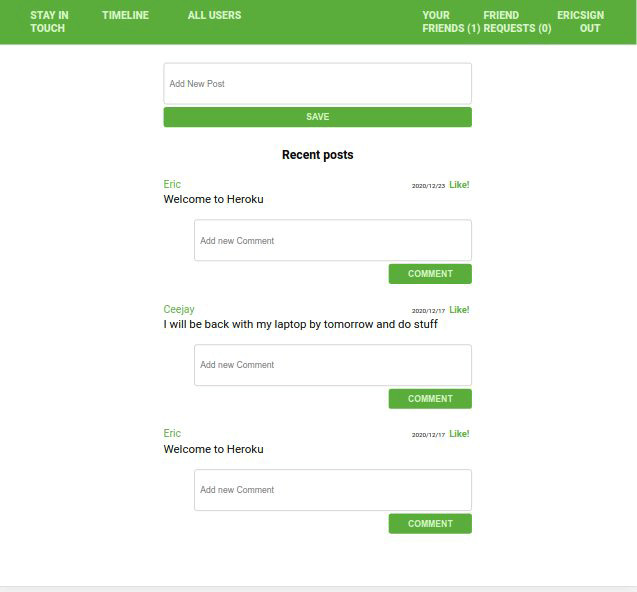 STAY IN TOUCH
TIMELINE
ALL USERS
YOUR FRIENDS (1)
FRIEND REQUESTS (0)
ERIC
SIGN OUT
Add New Post
SAVE
Recent posts
Eric 2020/12/23 Like!
Welcome to Heroku
Add new Comment
COMMENT
Ceejay 2020/12/17 Like!
I will be back with my laptop by tomorrow and do stuff
Add new Comment
COMMENT
Eric 2020/12/17 Like!
Welcome to Heroku
Add new Comment
COMMENT